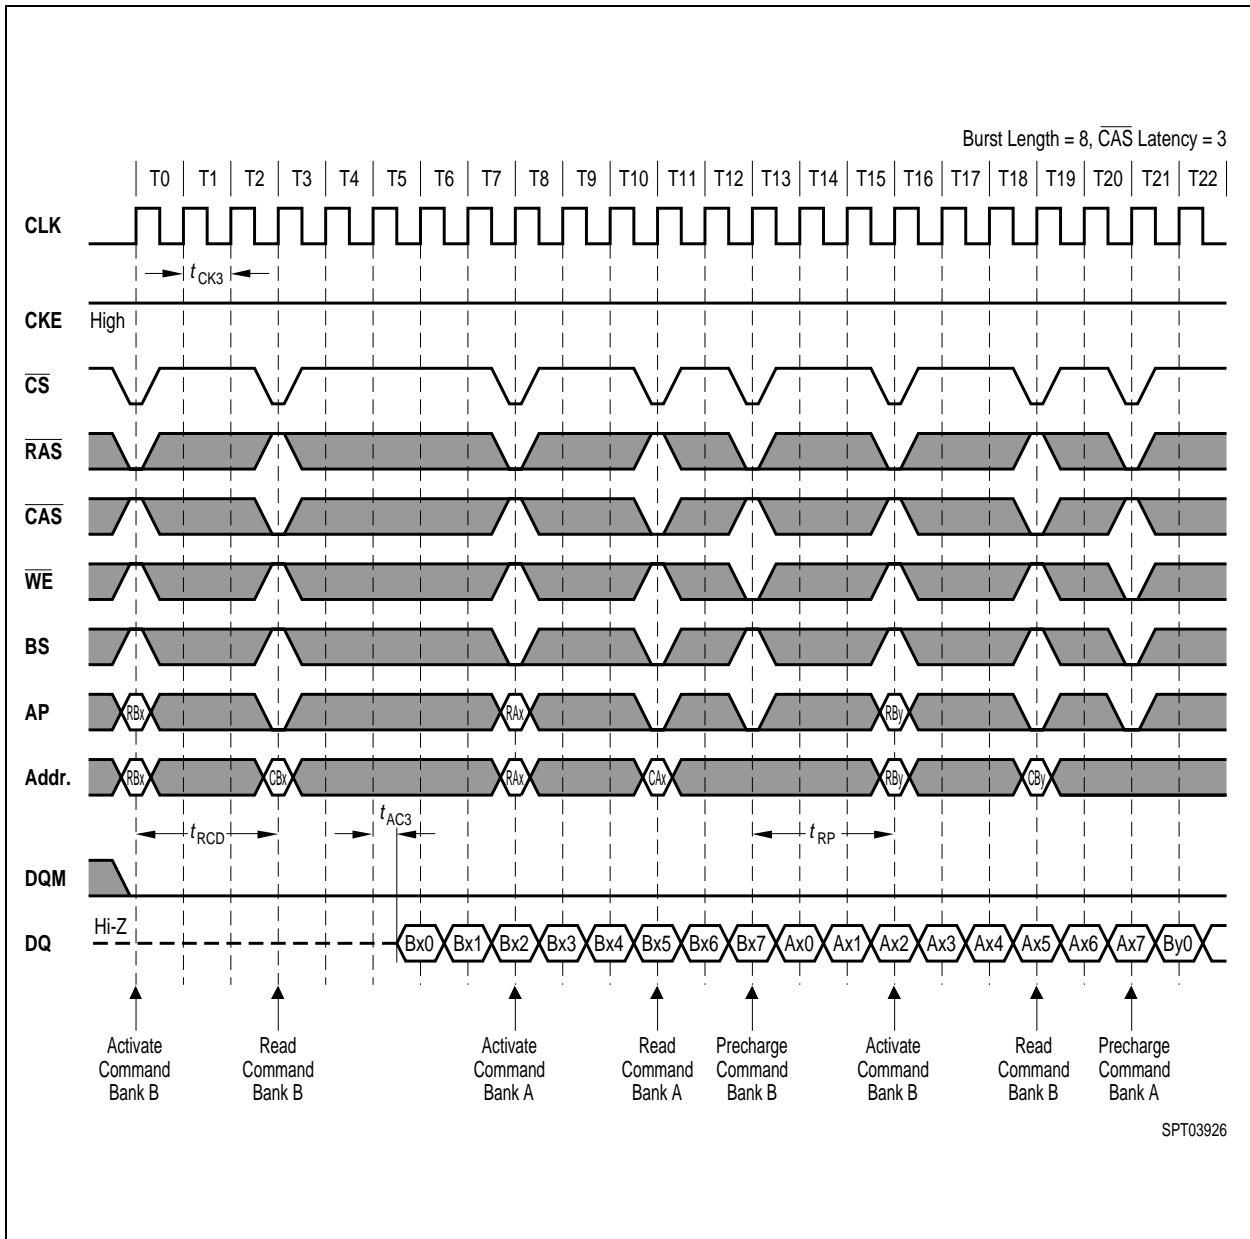 Burst Length = 8, CAS Latency = 3
T0 T1 T2 T3 T4 T5 T6 T7 T8 T9 T10 T11 T12 T13 T14 T15 T16 T17 T18 T19 T20 T21 T22
CLK
tCK3
CKE High
CS
RAS
CAS
WE
BS
AP RBx RAx RBy
Addr. RBx CBx RAx CAx RBy CBy
tRCD tAC3 tRP
DQM
Hi-Z
DQ Bx0 Bx1 Bx2 Bx3 Bx4 Bx5 Bx6 Bx7 Ax0 Ax1 Ax2 Ax3 Ax4 Ax5 Ax6 Ax7 By0
Activate Command Bank B
Read Command Bank B
Activate Command Bank A
Read Command Bank A
Precharge Command Bank B
Activate Command Bank B
Read Command Bank B
Precharge Command Bank A
SPT03926